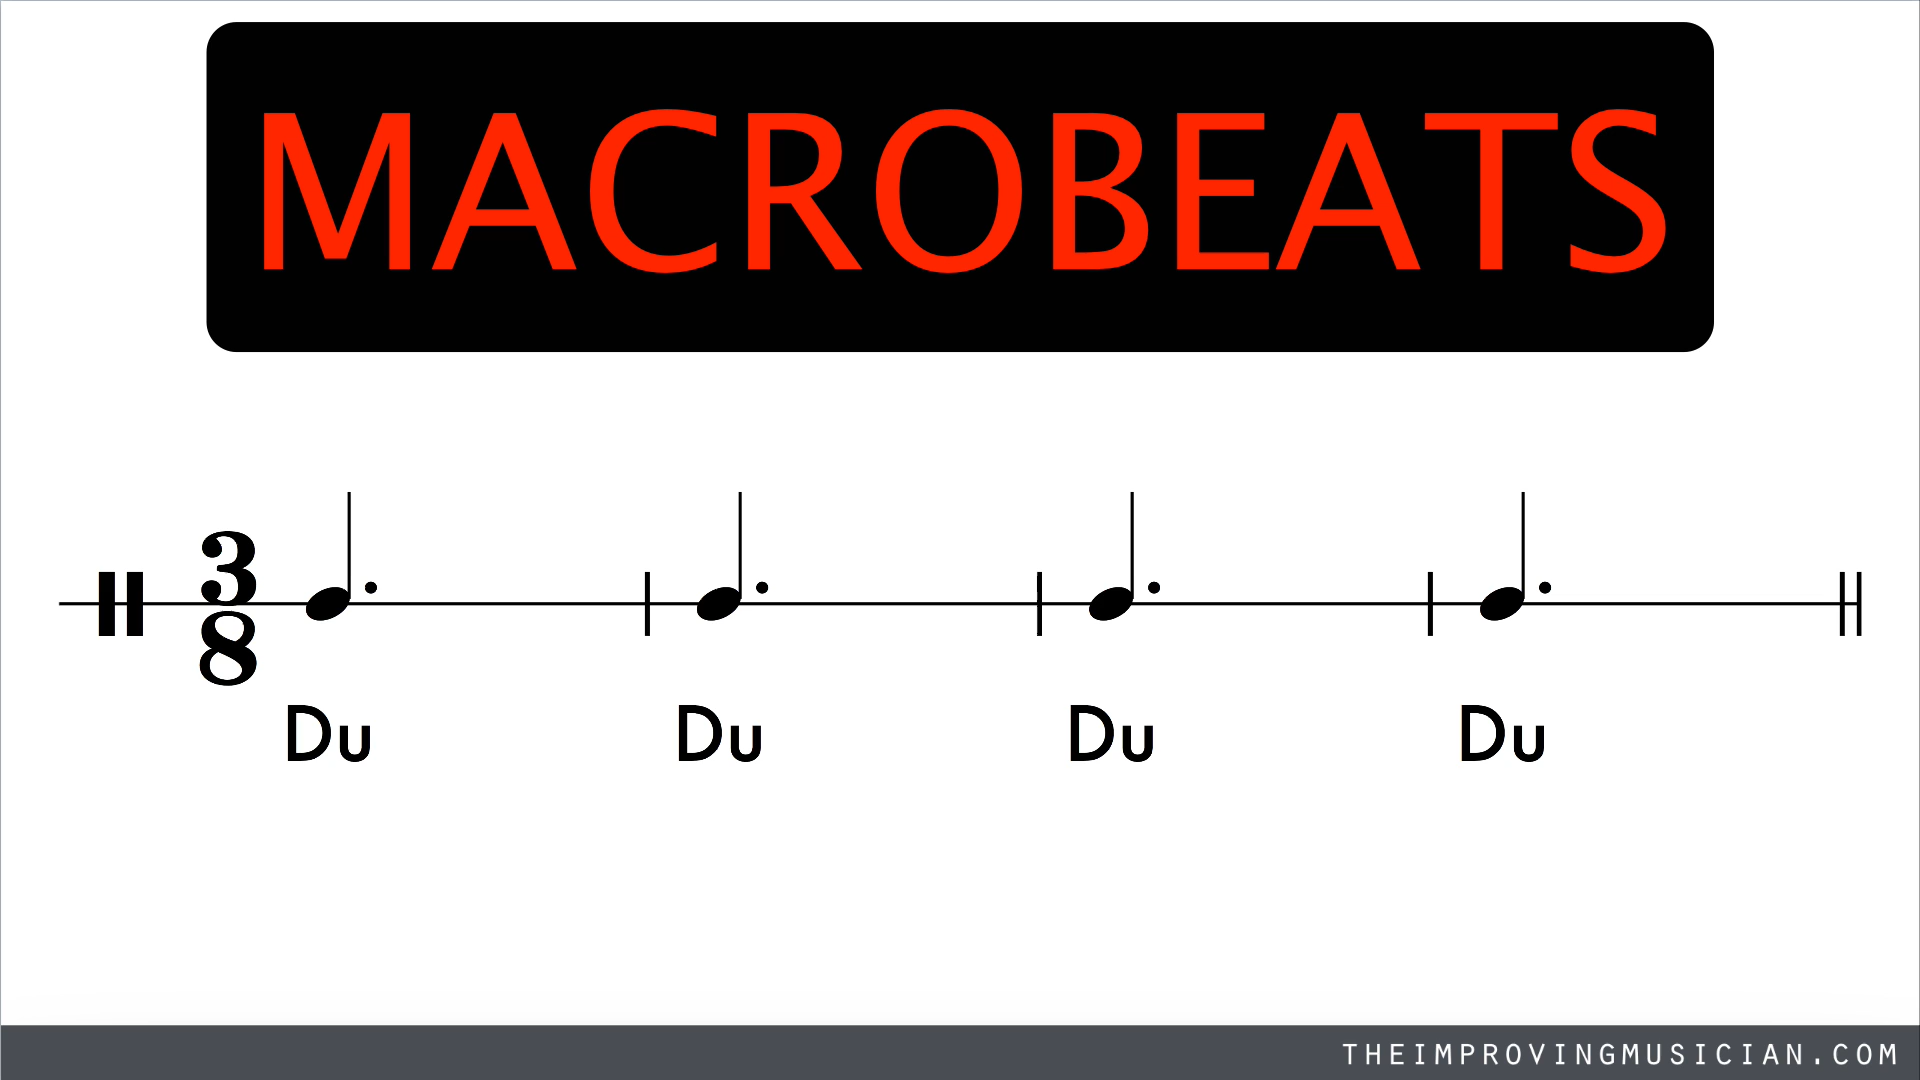 MACROBEATS
3
8
Du Du Du Du
THEIMPROVINGMUSICIAN.COM